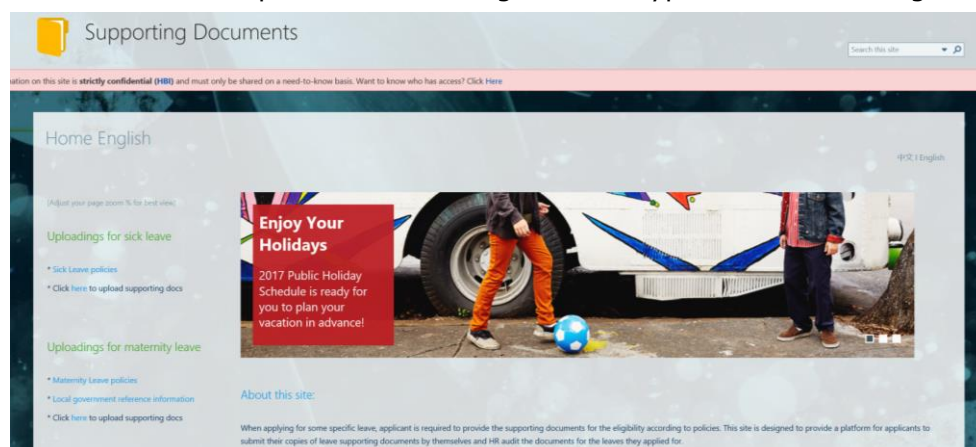 Supporting Documents
Search this site
ation on this site is strictly confidential (HBI) and must only be shared on a need-to-know basis. Want to know who has access? Click Here
Home English
中文 I English
(Adjust your page zoom % for best view)
Uploadings for sick leave
* Sick Leave policies
* Click here to upload supporting docs
Uploadings for maternity leave
* Maternity Leave policies
* Local government reference information
* Click here to upload supporting docs
Enjoy Your
Holidays
2017 Public Holiday
Schedule is ready for
you to plan your
vacation in advance!
About this site:
When applying for some specific leave, applicant is required to provide the supporting documents for the eligibility according to policies. This site is designed to provide a platform for applicants to
submit their copies of leave supporting documents by themselves and HR audit the documents for the leaves they applied for.